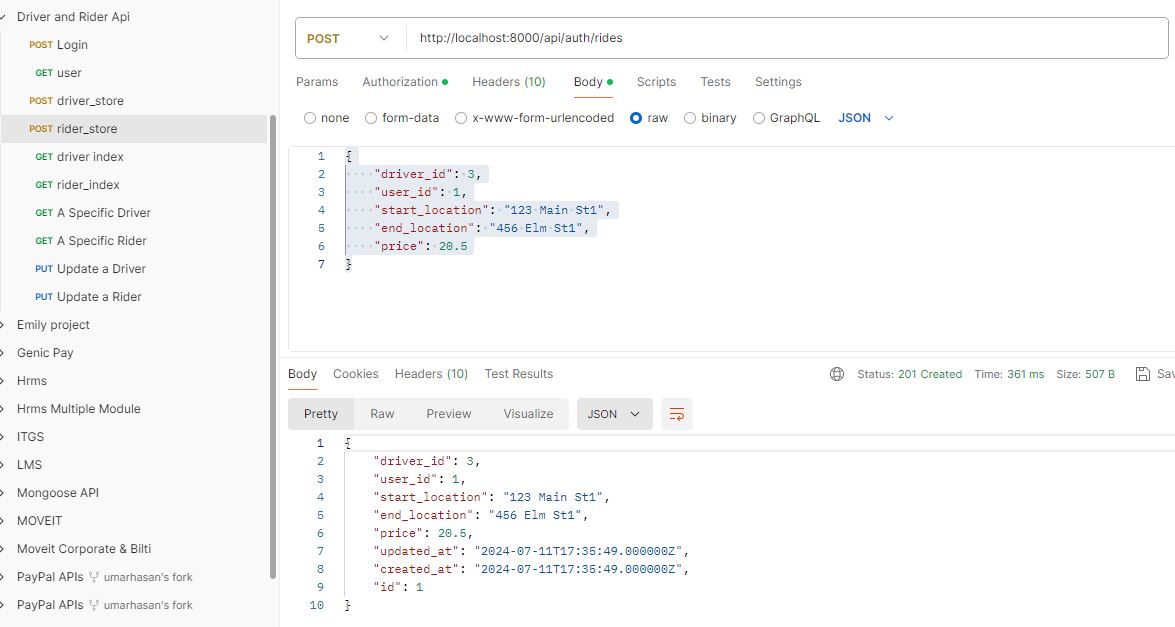 Driver and Rider Api
POST Login
GET user
POST driver_store
POST rider_store
GET driver index
GET rider_index
GET A Specific Driver
GET A Specific Rider
PUT Update a Driver
PUT Update a Rider
Emily project
Genic Pay
Hrms
Hrms Multiple Module
ITGS
LMS
Mongoose API
MOVEIT
Moveit Corporate & Bilti
PayPal APIs umarhasan's fork
PayPal APIs umarhasan's fork
POST http://localhost:8000/api/auth/rides
Params Authorization Headers (10) Body Scripts Tests Settings
none form-data x-www-form-urlencoded raw binary GraphQL JSON
1 {
2 "driver_id": 3,
3 "user_id": 1,
4 "start_location": "123 Main St1",
5 "end_location": "456 Elm St1",
6 "price": 20.5
7 }
Body Cookies Headers (10) Test Results Status: 201 Created Time: 361 ms Size: 507 B Sav
Pretty Raw Preview Visualize JSON
1 {
2 "driver_id": 3,
3 "user_id": 1,
4 "start_location": "123 Main St1",
5 "end_location": "456 Elm St1",
6 "price": 20.5,
7 "updated_at": "2024-07-11T17:35:49.000000Z",
8 "created_at": "2024-07-11T17:35:49.000000Z",
9 "id": 1
10 }